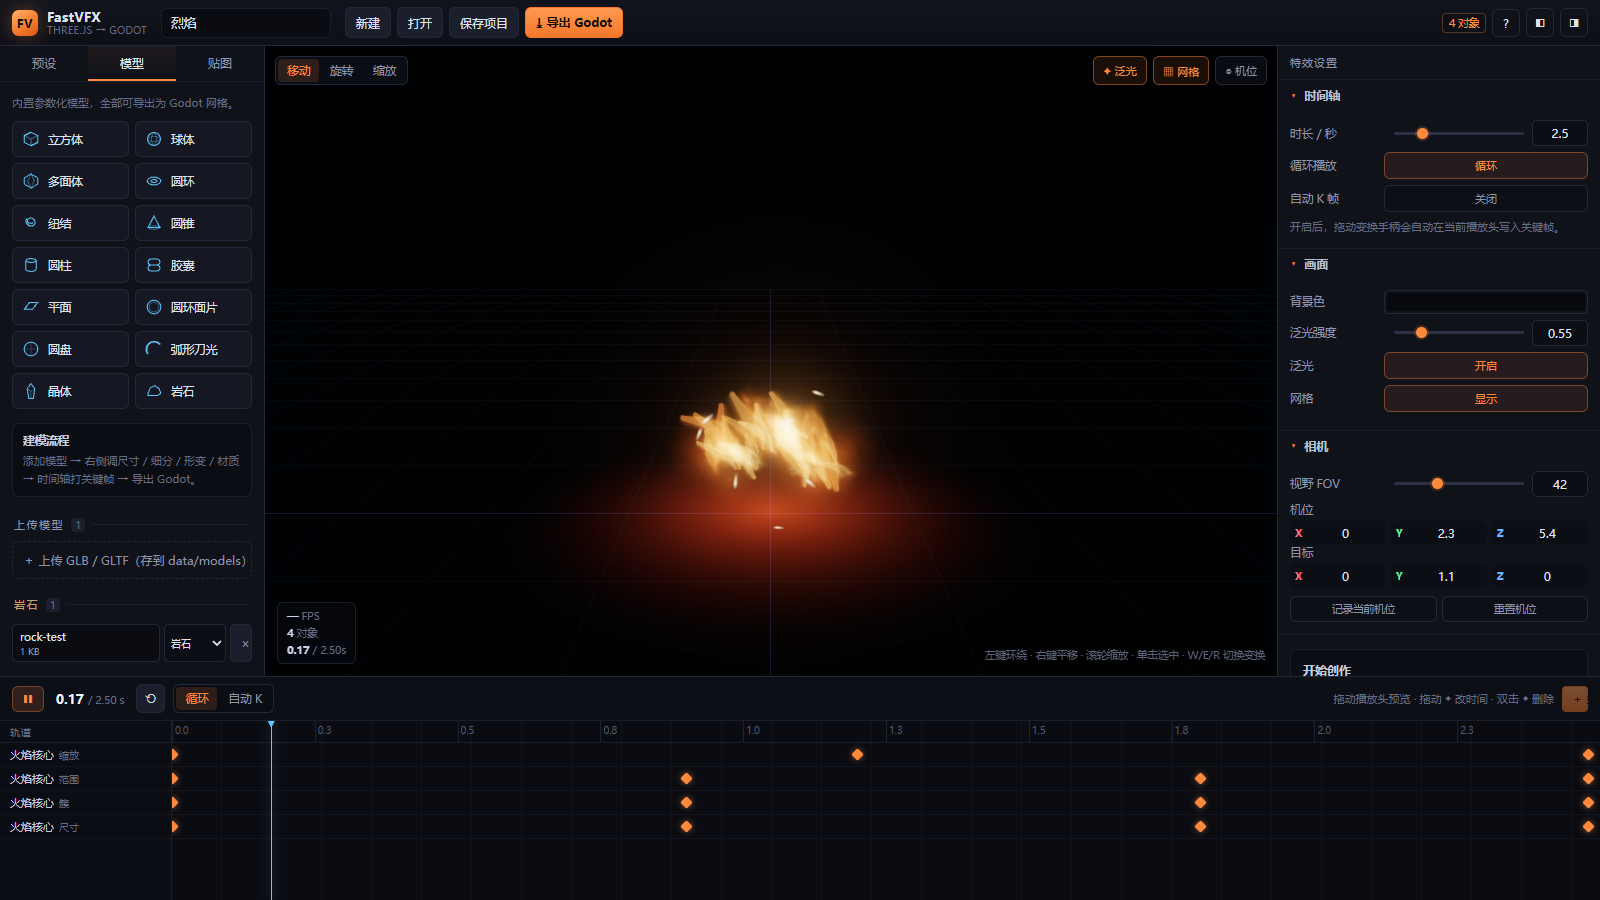 FV
FastVFX
THREE.JS → GODOT
烈焰
新建
打开
保存项目
⤓ 导出 Godot
4 对象
?
预设
模型
贴图
内置参数化模型，全部可导出为 Godot 网格。
立方体
球体
多面体
圆环
纽结
圆锥
圆柱
胶囊
平面
圆环面片
圆盘
弧形刀光
晶体
岩石
建模流程
添加模型 → 右侧调尺寸 / 细分 / 形变 / 材质
→ 时间轴打关键帧 → 导出 Godot。
上传模型 1
+ 上传 GLB / GLTF（存到 data/models）
岩石 1
rock-test
1 KB
岩石
×
移动
旋转
缩放
✦ 泛光
▦ 网格
机位
— FPS
4 对象
0.17 / 2.50s
左键环绕 · 右键平移 · 滚轮缩放 · 单击选中 · W/E/R 切换变换
特效设置
时间轴
时长 / 秒
2.5
循环播放
循环
自动 K 帧
关闭
开启后，拖动变换手柄会自动在当前播放头写入关键帧。
画面
背景色
泛光强度
0.55
泛光
开启
网格
显示
相机
视野 FOV
42
机位
X 0 Y 2.3 Z 5.4
目标
X 0 Y 1.1 Z 0
记录当前机位
重置机位
开始创作
0.17 / 2.50 s
循环
自动 K
拖动播放头预览 · 拖动 ◆ 改时间 · 双击 ◆ 删除
+
轨道
0.0
0.3
0.5
0.8
1.0
1.3
1.5
1.8
2.0
2.3
火焰核心 缩放
火焰核心 范围
火焰核心 簇
火焰核心 尺寸